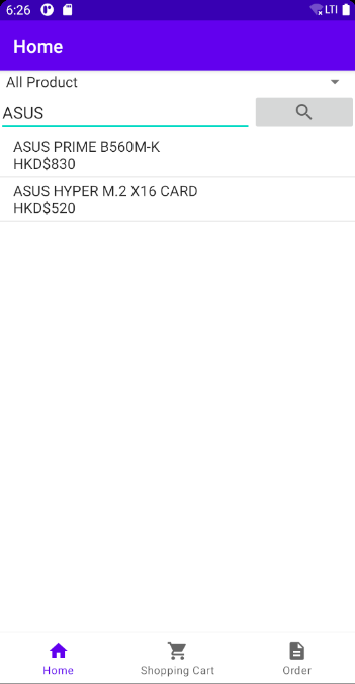 6:26 LTE
Home
All Product
ASUS
ASUS PRIME B560M-K
HKD$830
ASUS HYPER M.2 X16 CARD
HKD$520
Home
Shopping Cart
Order